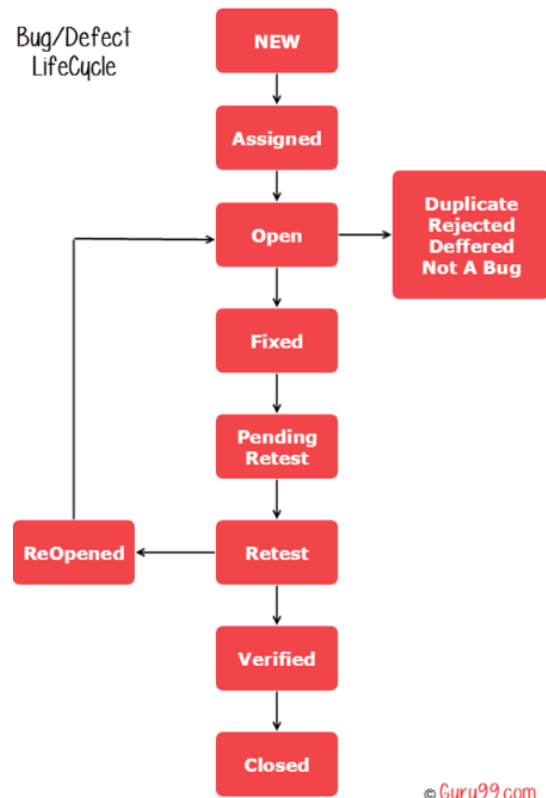 Bug/Defect
LifeCycle
NEW
Assigned
Open
Duplicate
Rejected
Deffered
Not A Bug
Fixed
Pending
Retest
ReOpened
Retest
Verified
Closed
© Guru99.com